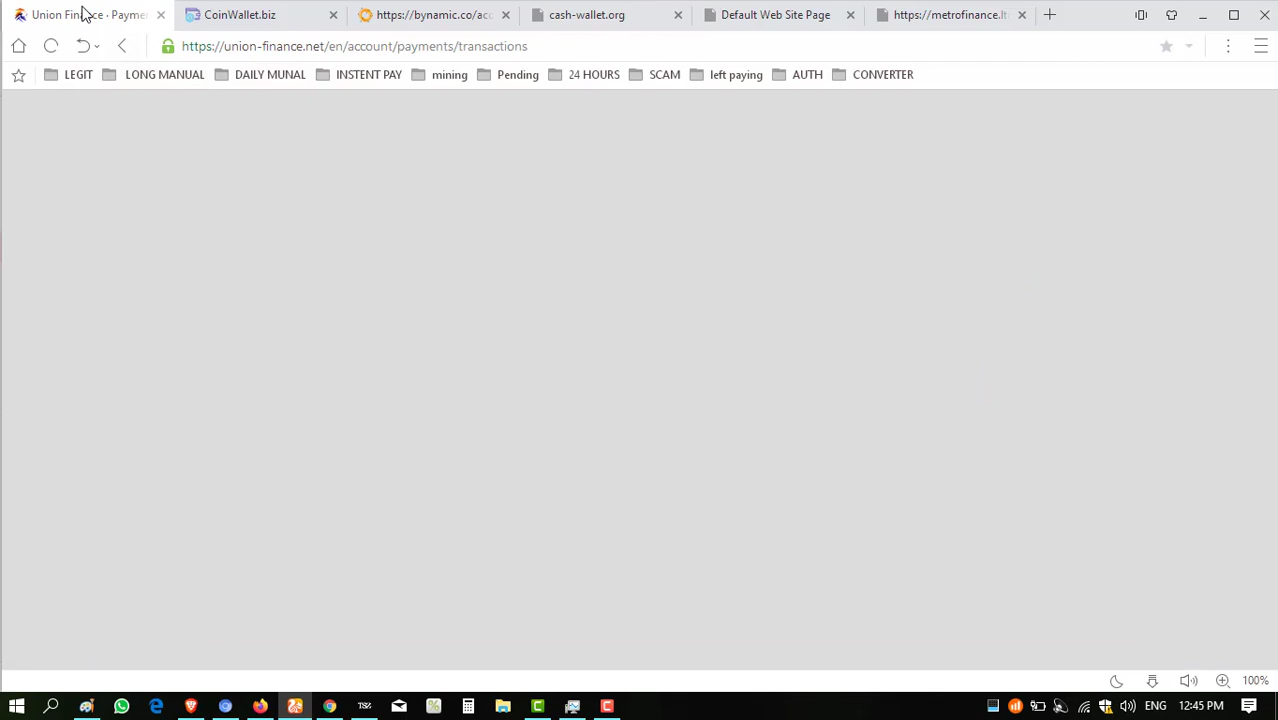 Union Finance · Paymen
CoinWallet.biz
https://bynamic.co/acc
cash-wallet.org
Default Web Site Page
https://metrofinance.lt
https://union-finance.net/en/account/payments/transactions
LEGIT
LONG MANUAL
DAILY MUNAL
INSTENT PAY
mining
Pending
24 HOURS
SCAM
left paying
AUTH
CONVERTER
100%
ENG
12:45 PM